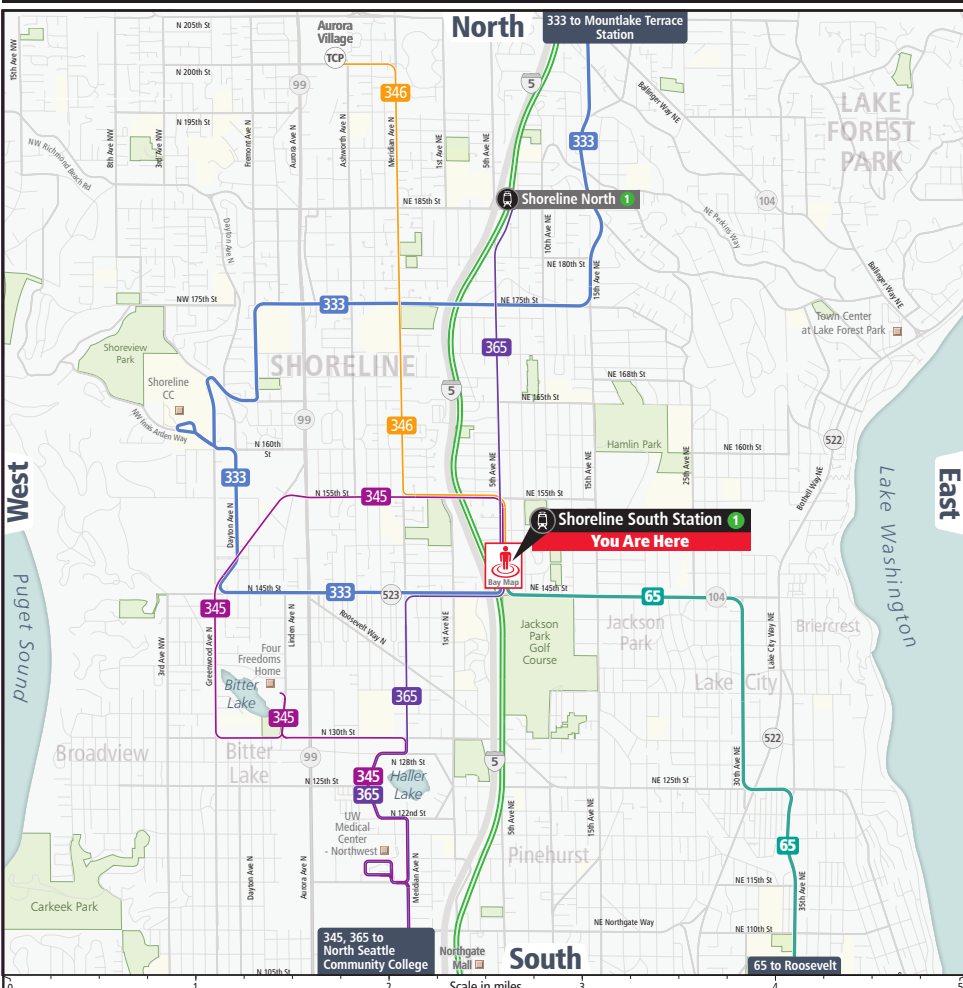 North
333 to Mountlake Terrace
Station
15th Ave NW
N 205th St
Aurora
Village
TCP
N 200th St
99
346
5
333
Ballinger Way NE
LAKE
FOREST
PARK
N 195th St
NW Richmond Beach Rd
8th Ave NW
3rd Ave NW
Fremont Ave N
Aurora Ave N
Ashworth Ave N
Meridian Ave N
1st Ave NE
5th Ave NE
NE 185th St
Shoreline North 1
104
NE Perkins Way
Dayton Ave N
10th Ave NE
NE 180th St
15th Ave NE
Ballinger Way NE
NW 175th St
333
NE 175th St
Town Center
at Lake Forest Park
Shoreview
Park
SHORELINE
365
Shoreline
CC
NE 168th St
5
NE 165th St
NW Innis Arden Way
99
346
N 160th
St
Hamlin Park
NE 160th St
522
5th Ave NE
15th Ave NE
25th Ave NE
Bothell Way NE
333
West
East
N 155th St
345
NE 155th St
Dayton Ave N
Shoreline South Station 1
You Are Here
Lake Washington
Puget Sound
Bay Map
N 145th St
333
523
NE 145th St
65
104
345
Greenwood Ave N
Linden Ave N
Roosevelt Way N
1st Ave NE
Jackson
Park
Golf
Course
Jackson
Park
Lake City Way NE
Briercrest
3rd Ave NW
Four
Freedoms
Home
Bitter
Lake
365
Lake City
345
N 130th St
522
Broadview
Bitter
Lake
99
N 128th St
5
30th Ave NE
N 125th St
345
365
Haller
Lake
NE 125th St
N 122nd St
UW
Medical
Center
- Northwest
5th Ave NE
15th Ave NE
65
Pinehurst
Dayton Ave N
Aurora Ave N
Meridian Ave N
NE 115th St
35th Ave NE
Carkeek Park
NE Northgate Way
NE 110th St
345, 365 to
North Seattle
Community College
Northgate
Mall
South
65 to Roosevelt
N 105th St
0 1 2 Scale in miles 3 4 5